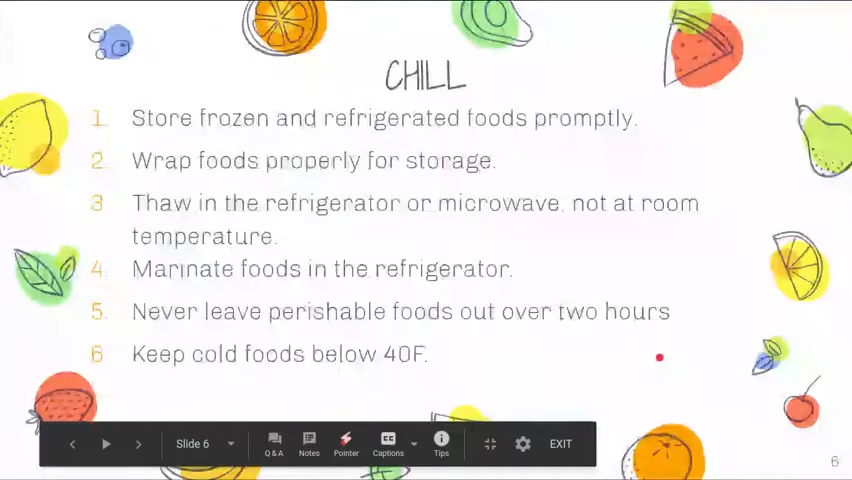 CHILL
1. Store frozen and refrigerated foods promptly.
2. Wrap foods properly for storage.
3 Thaw in the refrigerator or microwave, not at room
temperature.
4. Marinate foods in the refrigerator.
5. Never leave perishable foods out over two hours
6 Keep cold foods below 40F.
Slide 6
Q & A
Notes
Pointer
CC
Captions
Tips
EXIT
6